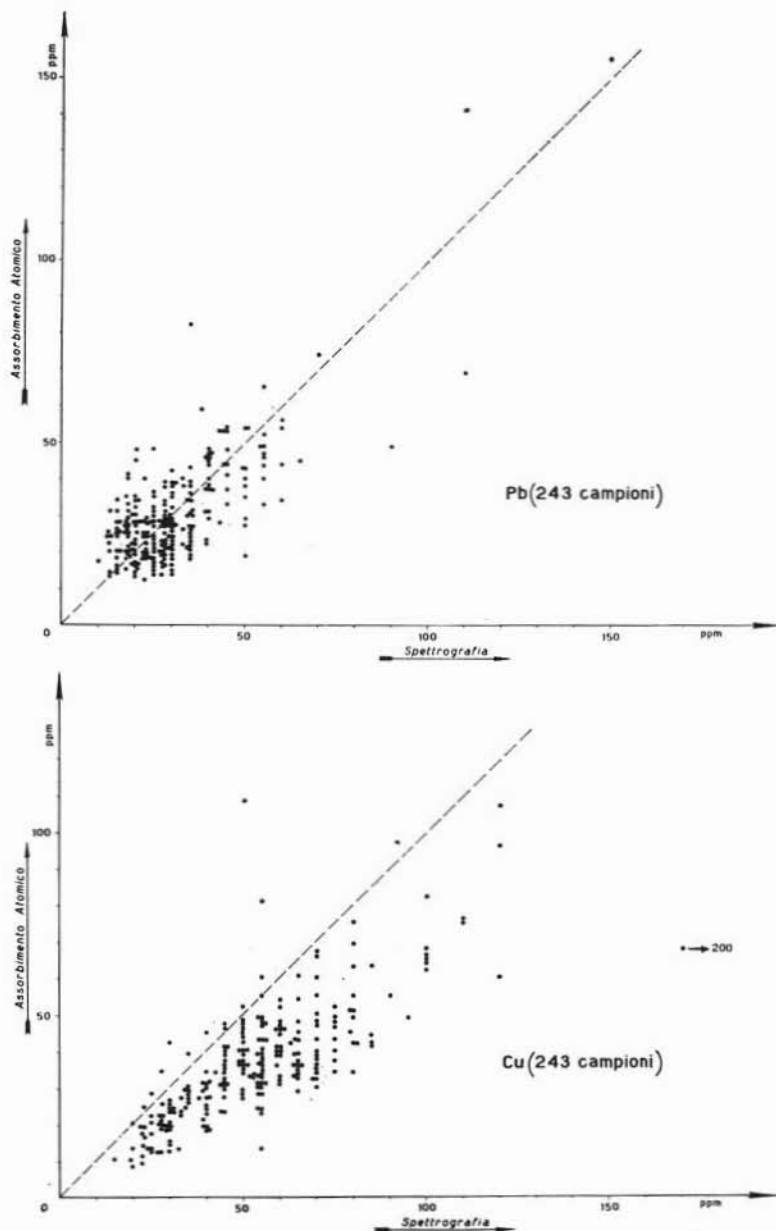 ppm
150
Assorbimento Atomico
100
50
Pb (243 campioni)
0
50
100
150
ppm
Spettrografia
ppm
100
Assorbimento Atomico
200
50
Cu (243 campioni)
0
50
100
ppm
Spettrografia